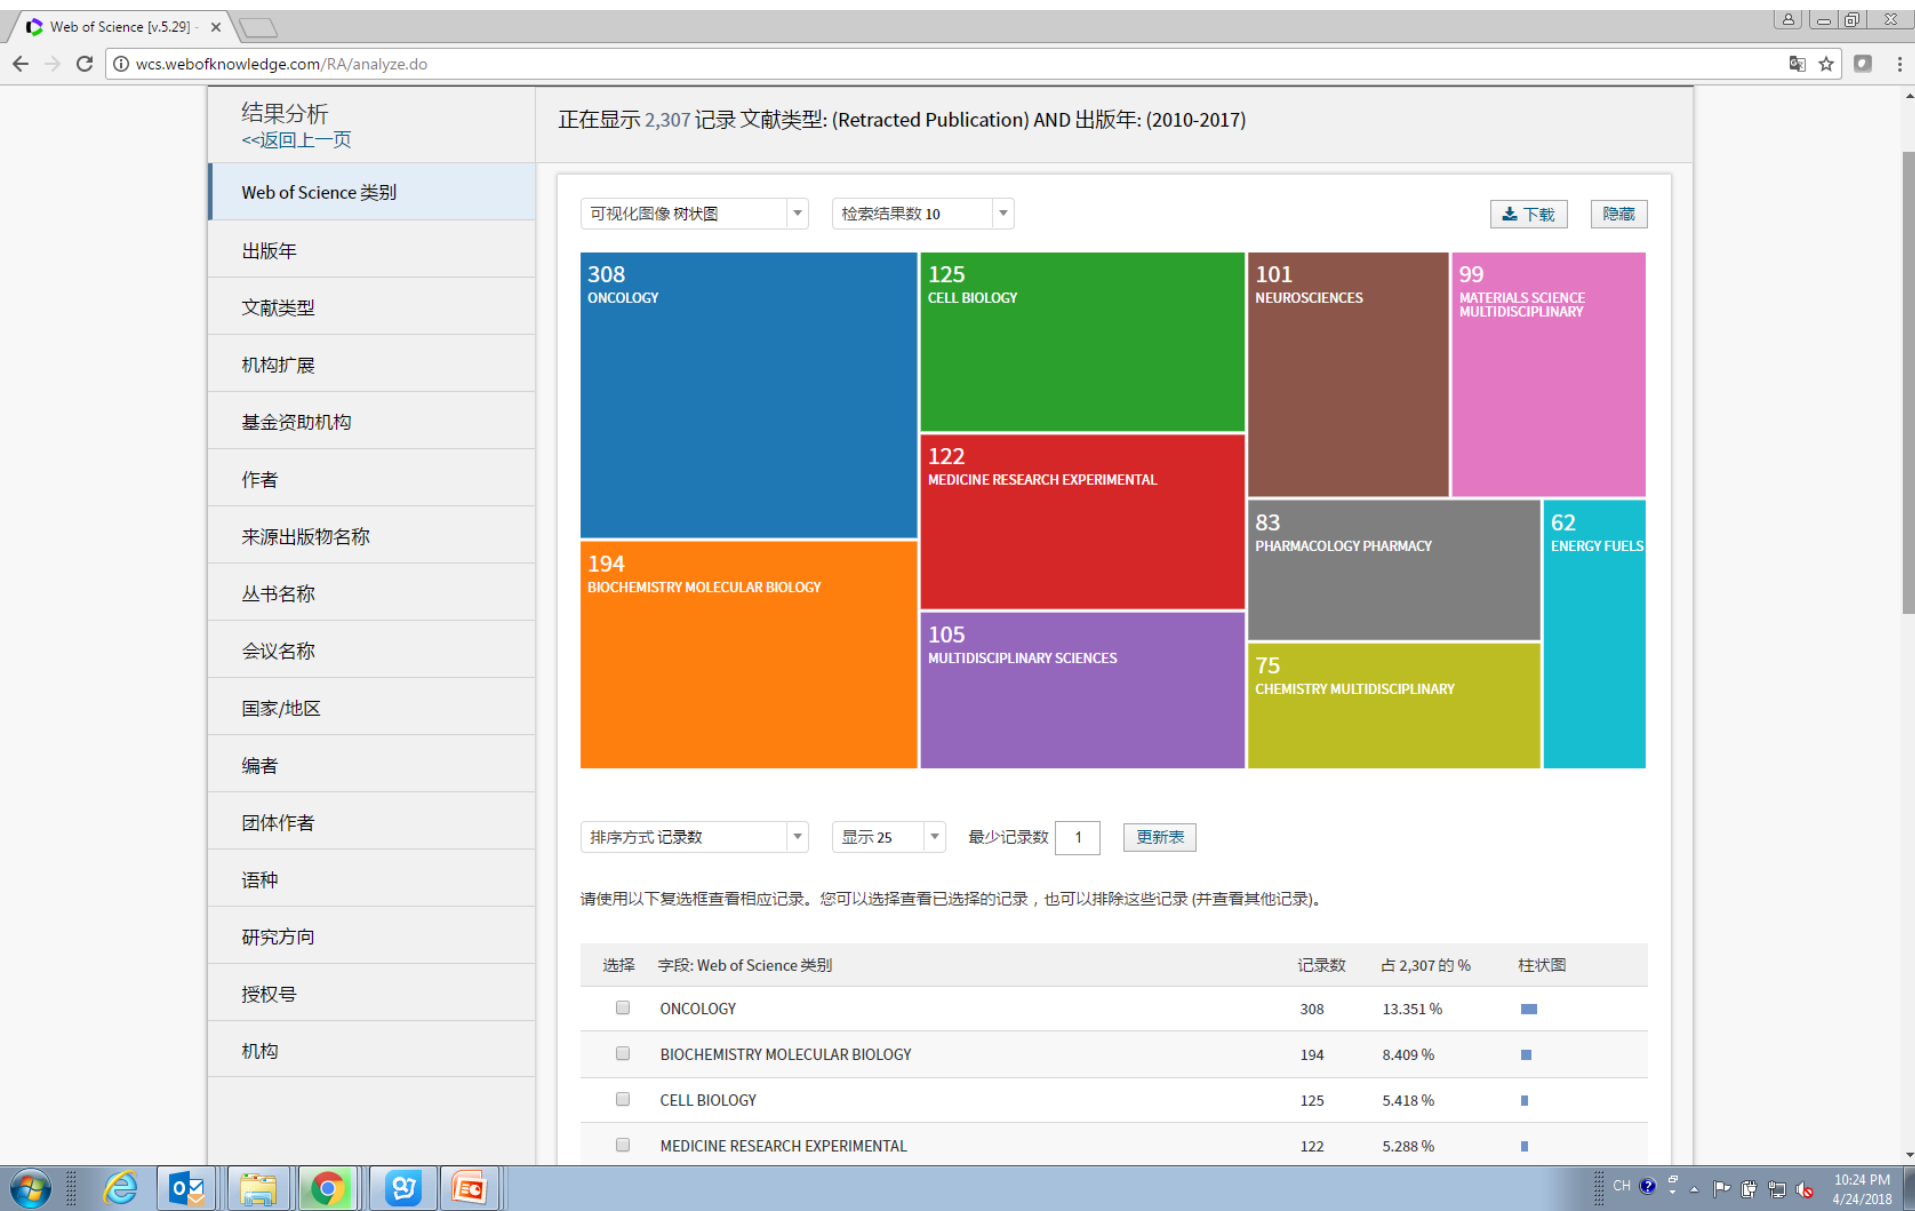 Web of Science [v.5.29] -
wcs.webofknowledge.com/RA/analyze.do
结果分析
<<返回上一页
正在显示 2,307 记录 文献类型: (Retracted Publication) AND 出版年: (2010-2017)
Web of Science 类别
出版年
文献类型
机构扩展
基金资助机构
作者
来源出版物名称
丛书名称
会议名称
国家/地区
编者
团体作者
语种
研究方向
授权号
机构
可视化图像 树状图
检索结果数 10
下载
隐藏
308
ONCOLOGY
194
BIOCHEMISTRY MOLECULAR BIOLOGY
125
CELL BIOLOGY
122
MEDICINE RESEARCH EXPERIMENTAL
105
MULTIDISCIPLINARY SCIENCES
101
NEUROSCIENCES
99
MATERIALS SCIENCE
MULTIDISCIPLINARY
83
PHARMACOLOGY PHARMACY
62
ENERGY FUELS
75
CHEMISTRY MULTIDISCIPLINARY
排序方式 记录数
显示 25
最少记录数 1
更新表
请使用以下复选框查看相应记录。您可以选择查看已选择的记录，也可以排除这些记录 (并查看其他记录)。
选择 字段: Web of Science 类别 记录数 占 2,307 的 % 柱状图
ONCOLOGY 308 13.351 %
BIOCHEMISTRY MOLECULAR BIOLOGY 194 8.409 %
CELL BIOLOGY 125 5.418 %
MEDICINE RESEARCH EXPERIMENTAL 122 5.288 %
CH
10:24 PM
4/24/2018